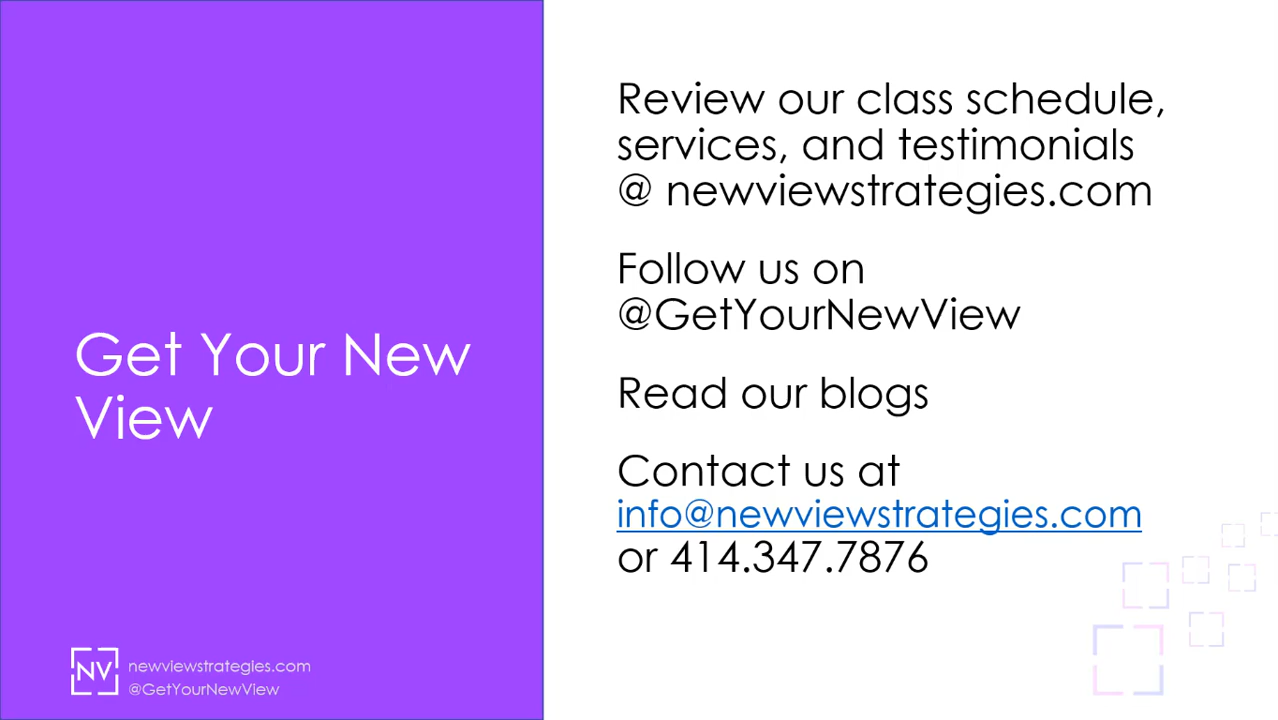 Get Your New
View
Review our class schedule,
services, and testimonials
@ newviewstrategies.com
Follow us on
@GetYourNewView
Read our blogs
Contact us at
info@newviewstrategies.com
or 414.347.7876
NV
newviewstrategies.com
@GetYourNewView